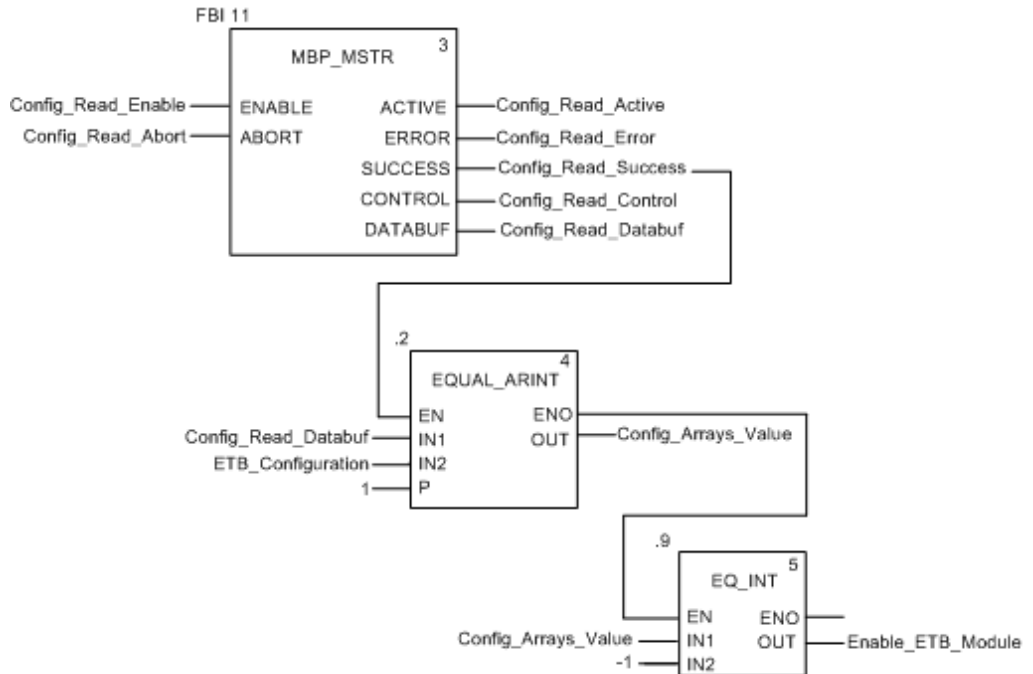 FBI 11
3
MBP_MSTR
Config_Read_Enable ENABLE ACTIVE Config_Read_Active
Config_Read_Abort ABORT ERROR Config_Read_Error
SUCCESS Config_Read_Success
CONTROL Config_Read_Control
DATABUF Config_Read_Databuf
.2
4
EQUAL_ARINT
EN ENO
Config_Read_Databuf IN1 OUT Config_Arrays_Value
ETB_Configuration IN2
1 P
.9
5
EQ_INT
EN ENO
Config_Arrays_Value IN1 OUT Enable_ETB_Module
-1 IN2